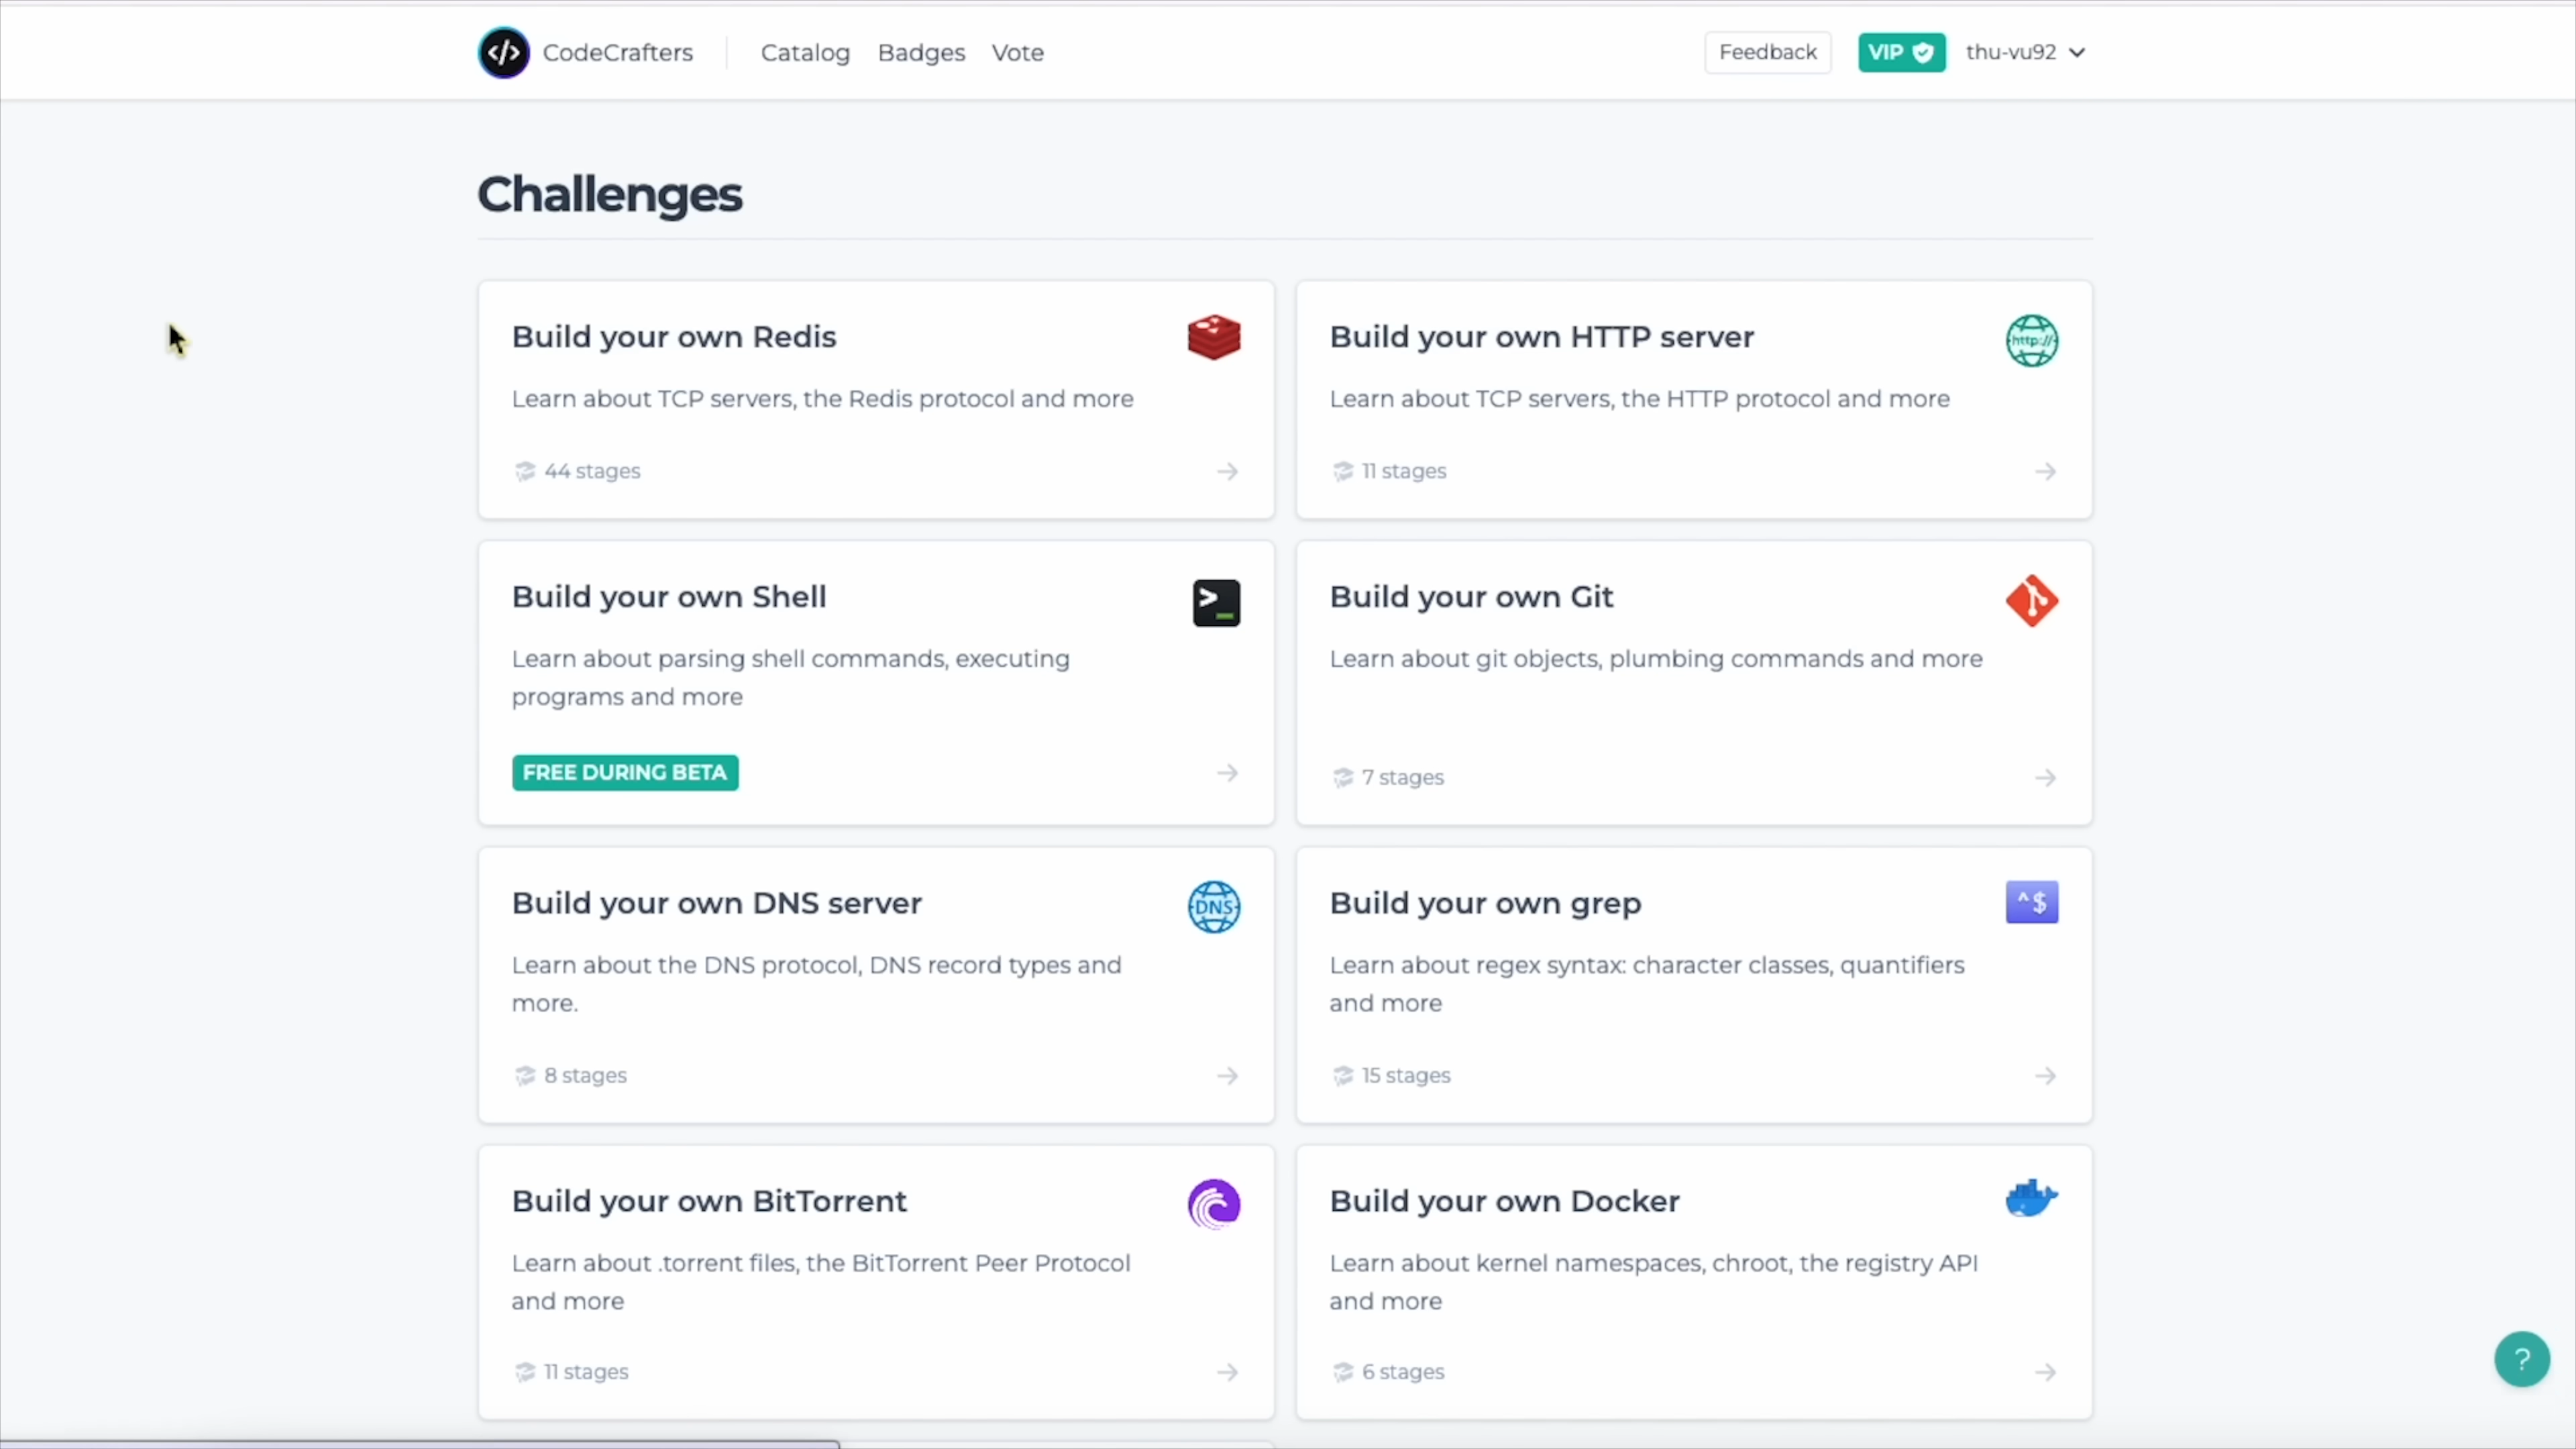 CodeCrafters
Catalog
Badges
Vote
Feedback
VIP
thu-vu92
Challenges
Build your own Redis
Learn about TCP servers, the Redis protocol and more
44 stages
Build your own HTTP server
http://
Learn about TCP servers, the HTTP protocol and more
11 stages
Build your own Shell
>_
Learn about parsing shell commands, executing
programs and more
FREE DURING BETA
Build your own Git
Learn about git objects, plumbing commands and more
7 stages
Build your own DNS server
DNS
Learn about the DNS protocol, DNS record types and
more.
8 stages
Build your own grep
^$
Learn about regex syntax: character classes, quantifiers
and more
15 stages
Build your own BitTorrent
Learn about .torrent files, the BitTorrent Peer Protocol
and more
11 stages
Build your own Docker
Learn about kernel namespaces, chroot, the registry API
and more
6 stages
?